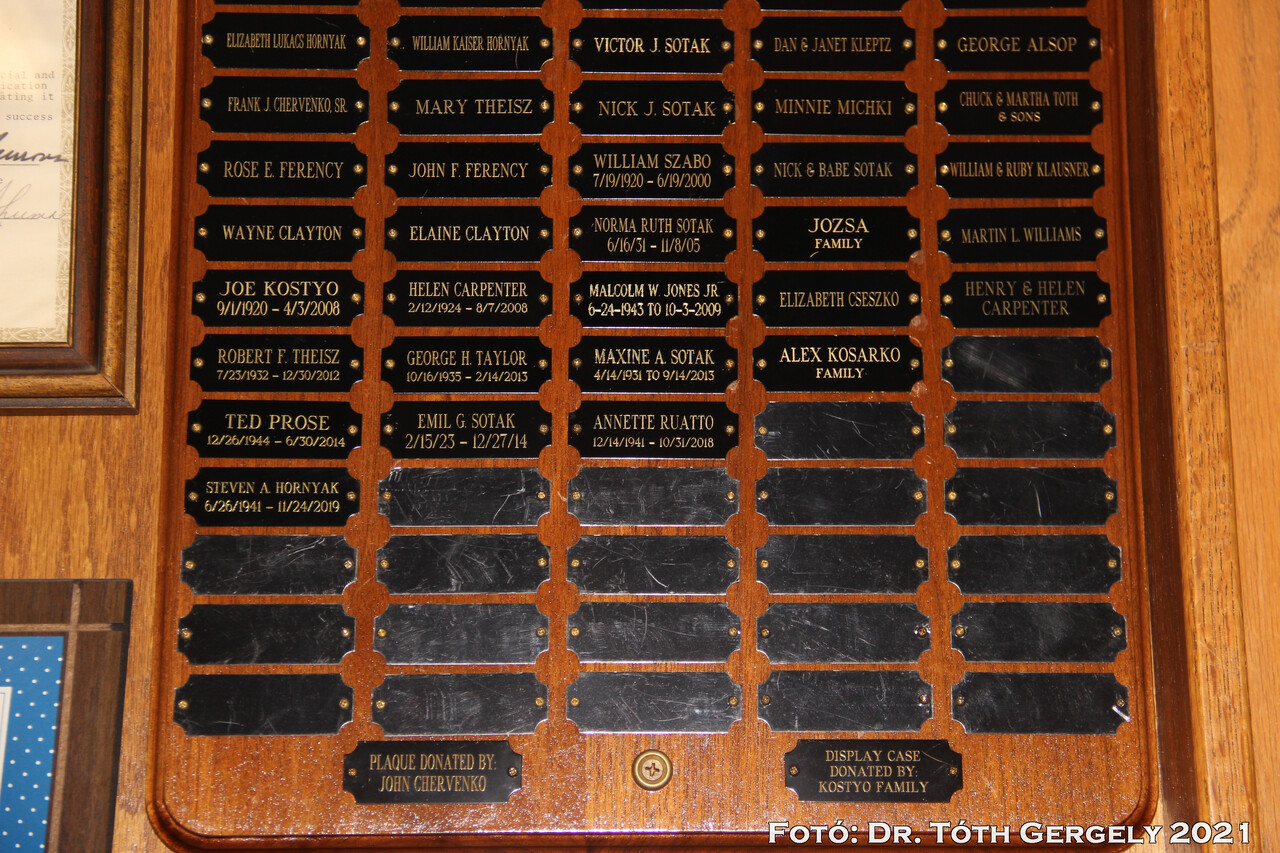 cial and
ication
ating it
success
ELIZABETH LUKACS HORNYAK
WILLIAM KAISER HORNYAK
VICTOR J. SOTAK
DAN & JANET KLEPTZ
GEORGE ALSOP
FRANK J. CHERVENKO, SR.
MARY THEISZ
NICK J. SOTAK
MINNIE MICHKI
CHUCK & MARTHA TOTH
& SONS
ROSE E. FERENCY
JOHN F. FERENCY
WILLIAM SZABO
7/19/1920 – 6/19/2000
NICK & BABE SOTAK
WILLIAM & RUBY KLAUSNER
WAYNE CLAYTON
ELAINE CLAYTON
NORMA RUTH SOTAK
6/16/31 – 11/8/05
JOZSA
FAMILY
MARTIN L. WILLIAMS
JOE KOSTYO
9/1/1920 – 4/3/2008
HELEN CARPENTER
2/12/1924 – 8/7/2008
MALCOLM W. JONES JR
6-24-1943 TO 10-3-2009
ELIZABETH CSESZKO
HENRY & HELEN
CARPENTER
ROBERT F. THEISZ
7/23/1932 – 12/30/2012
GEORGE H. TAYLOR
10/16/1935 – 2/14/2013
MAXINE A. SOTAK
4/14/1931 TO 9/14/2013
ALEX KOSARKO
FAMILY
TED PROSE
12/26/1944 – 6/30/2014
EMIL G. SOTAK
2/15/23 – 12/27/14
ANNETTE RUATTO
12/14/1941 – 10/31/2018
STEVEN A. HORNYAK
6/26/1941 – 11/24/2019
PLAQUE DONATED BY:
JOHN CHERVENKO
DISPLAY CASE
DONATED BY:
KOSTYO FAMILY
FOTÓ: DR. TÓTH GERGELY 2021